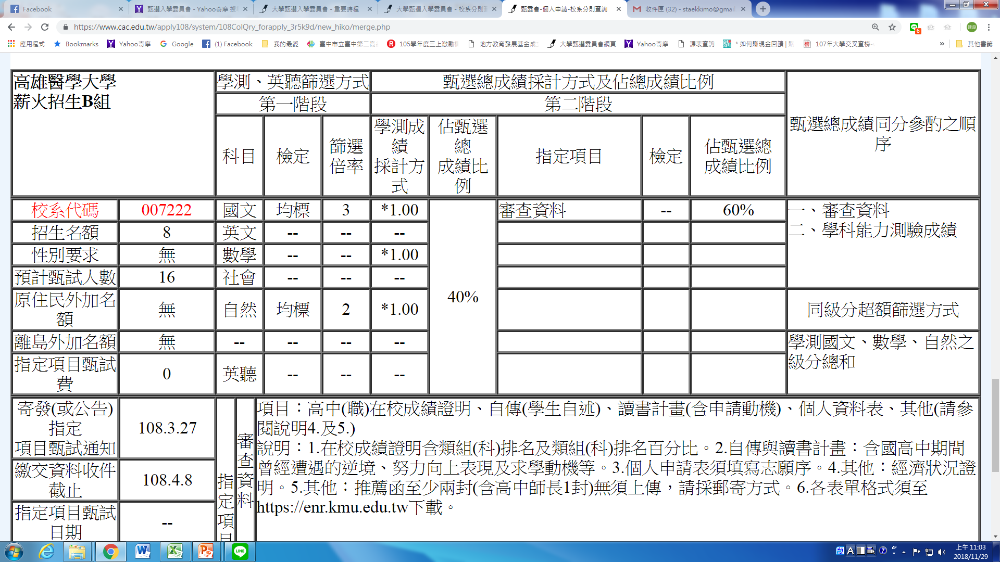 Facebook
甄選入學委員會 - Yahoo奇摩 搜
大學甄選入學委員會 - 重要時程
大學甄選入學委員會 - 校系分則
甄委會-個人申請-校系分則查詢
收件匣 (32) - staekkimo@gmail
https://www.cac.edu.tw/apply108/system/108ColQry_forapply_3r5k9d/new_hiko/merge.php
6
建良
應用程式
Bookmarks
Yahoo奇摩
Google
(1) Facebook
我的最愛
臺中市立臺中第二高
105學年度三上激勵
地方教育發展基金成
大學甄選委員會網頁
Yahoo奇摩
課表查詢
* 如何賺現金回饋 | 購
107年大學交叉查榜-
»
其他書籤
高雄醫學大學
薪火招生B組
學測、英聽篩選方式
甄選總成績採計方式及佔總成績比例
甄選總成績同分參酌之順
序
第一階段
第二階段
科目
檢定
篩選
倍率
學測成
績
採計方
式
佔甄選
總
成績比
例
指定項目
檢定
佔甄選總
成績比例
校系代碼
007222
國文
均標
3
*1.00
40%
審查資料
--
60%
一、審查資料
二、學科能力測驗成績
招生名額
8
英文
--
--
--
性別要求
無
數學
--
--
*1.00
預計甄試人數
16
社會
--
--
--
原住民外加名
額
無
自然
均標
2
*1.00
同級分超額篩選方式
離島外加名額
無
--
--
--
--
學測國文、數學、自然之
級分總和
指定項目甄試
費
0
英聽
--
--
--
寄發(或公告)
指定
項目甄試通知
108.3.27
指定項目
審查資料
項目：高中(職)在校成績證明、自傳(學生自述)、讀書計畫(含申請動機)、個人資料表、其他(請參
閱說明4.及5.)
說明：1.在校成績證明含類組(科)排名及類組(科)排名百分比。2.自傳與讀書計畫：含國高中期間
曾經遭遇的逆境、努力向上表現及求學動機等。3.個人申請表須填寫志願序。4.其他：經濟狀況證
明。5.其他：推薦函至少兩封(含高中師長1封)無須上傳，請採郵寄方式。6.各表單格式須至
https://enr.kmu.edu.tw下載。
繳交資料收件
截止
108.4.8
指定項目甄試
日期
--
上午 11:03
2018/11/29